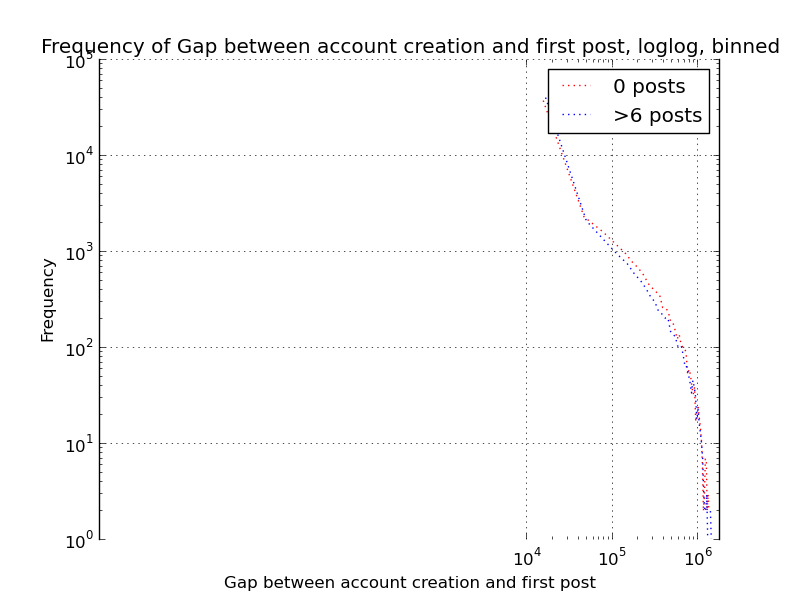 Frequency of Gap between account creation and first post, loglog, binned
0 posts
>6 posts
10^5
10^4
10^3
10^2
10^1
10^0
Frequency
10^4 10^5 10^6
Gap between account creation and first post